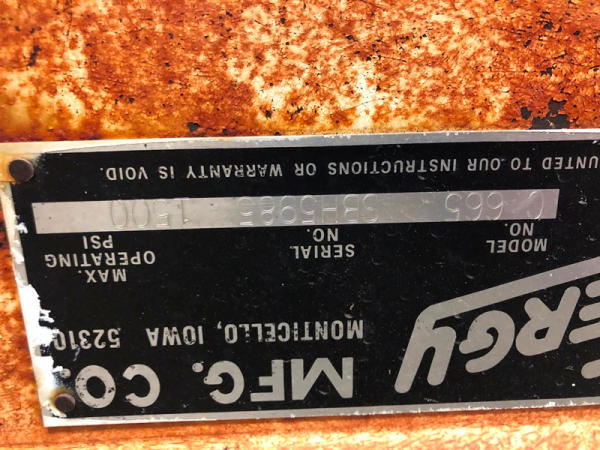 ERGY MFG. CO.
MONTICELLO, IOWA 52310
MODEL NO. SERIAL NO. MAX. OPERATING PSI
C 665 1500
UNTED TO OUR INSTRUCTIONS OR WARRANTY IS VOID.